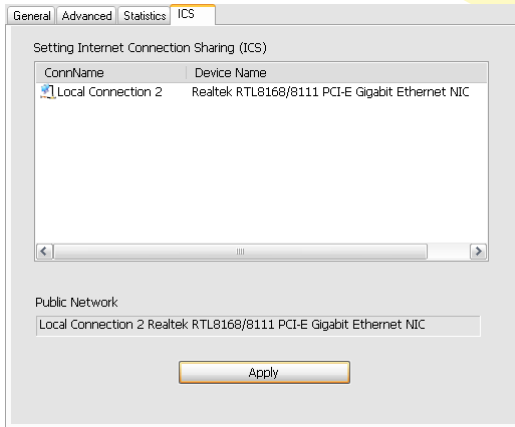 General Advanced Statistics ICS
Setting Internet Connection Sharing (ICS)
ConnName Device Name
Local Connection 2 Realtek RTL8168/8111 PCI-E Gigabit Ethernet NIC
Public Network
Local Connection 2 Realtek RTL8168/8111 PCI-E Gigabit Ethernet NIC
Apply